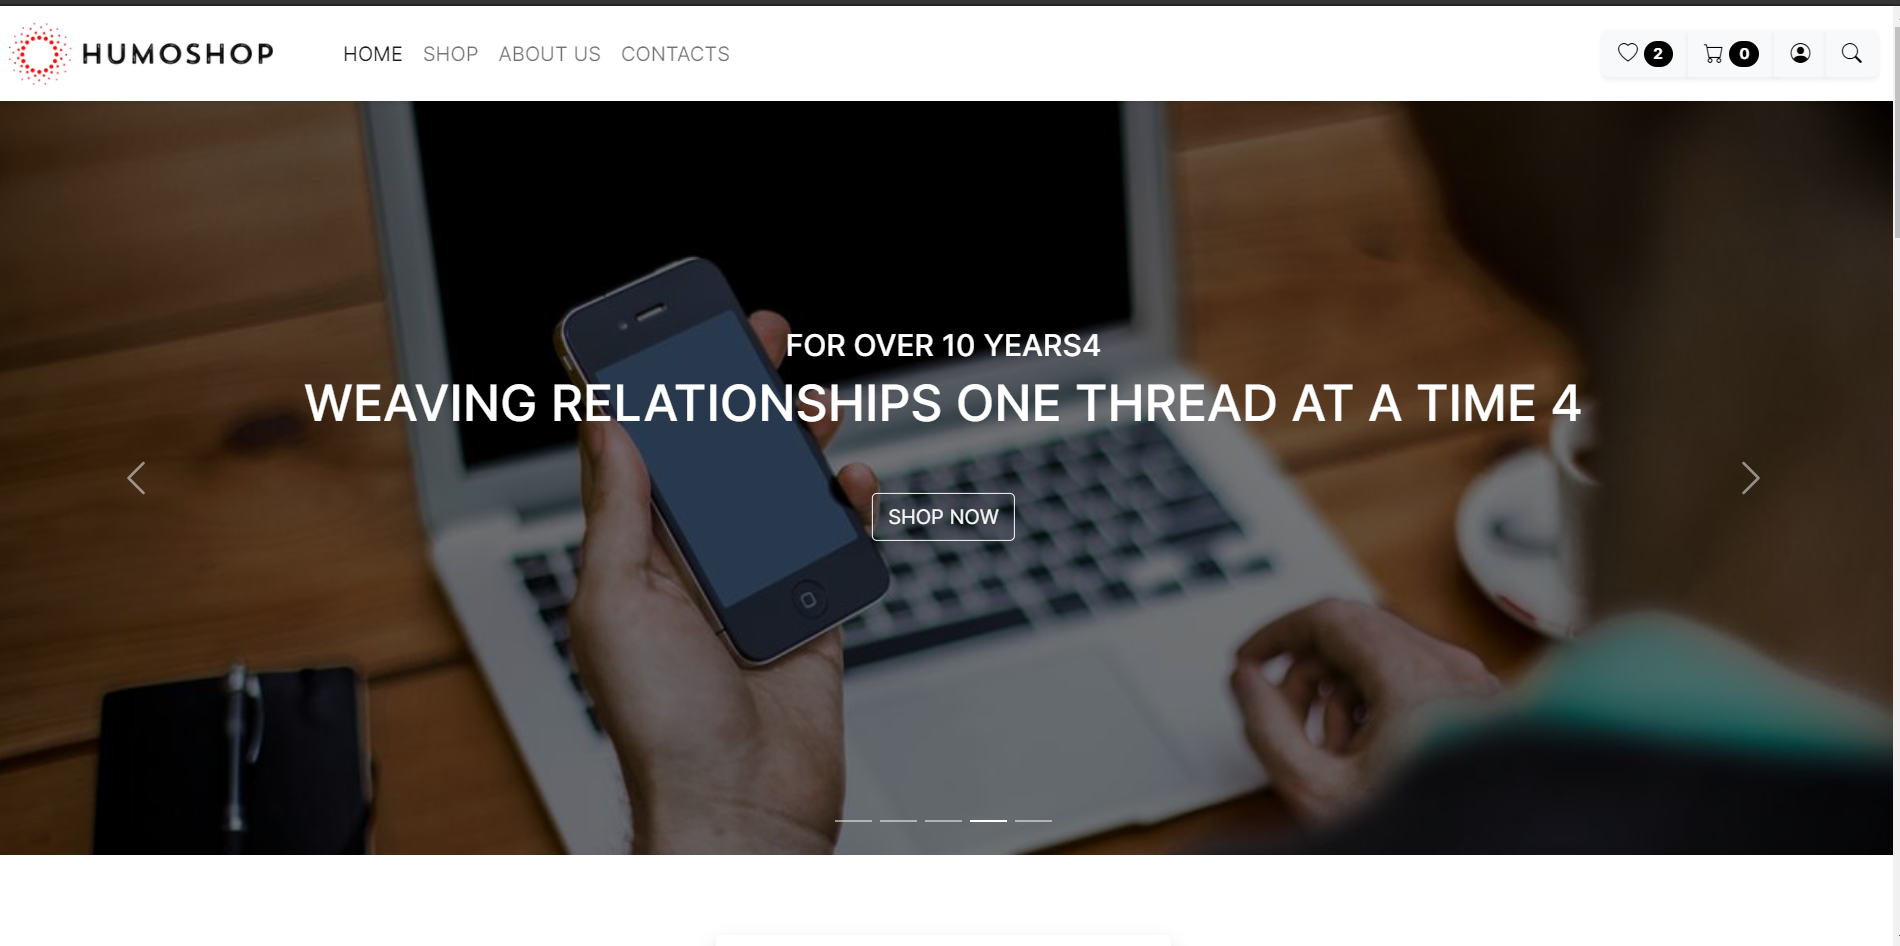 HUMOSHOP
HOME SHOP ABOUT US CONTACTS
2 0
FOR OVER 10 YEARS4
WEAVING RELATIONSHIPS ONE THREAD AT A TIME 4
SHOP NOW